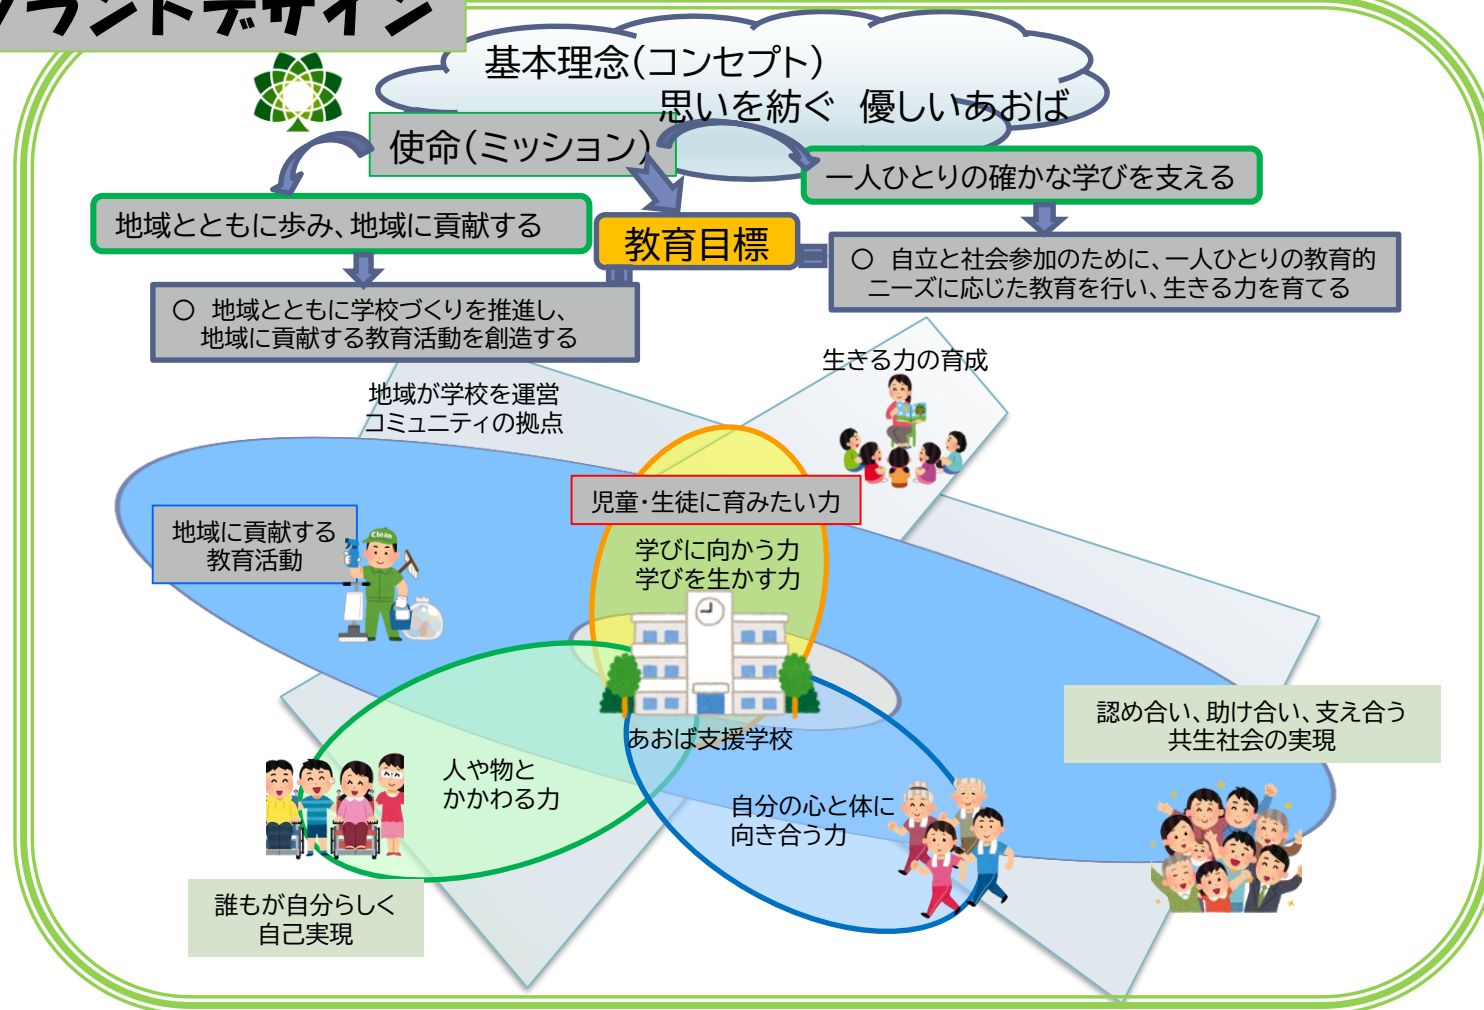 グランドデザイン
基本理念(コンセプト)
思いを紡ぐ 優しいあおば
使命(ミッション)
一人ひとりの確かな学びを支える
地域とともに歩み、地域に貢献する
教育目標
○ 自立と社会参加のために、一人ひとりの教育的
ニーズに応じた教育を行い、生きる力を育てる
○ 地域とともに学校づくりを推進し、
地域に貢献する教育活動を創造する
生きる力の育成
地域が学校を運営
コミュニティの拠点
児童・生徒に育みたい力
地域に貢献する
教育活動
Clean
学びに向かう力
学びを生かす力
あおば支援学校
認め合い、助け合い、支え合う
共生社会の実現
人や物と
かかわる力
自分の心と体に
向き合う力
誰もが自分らしく
自己実現